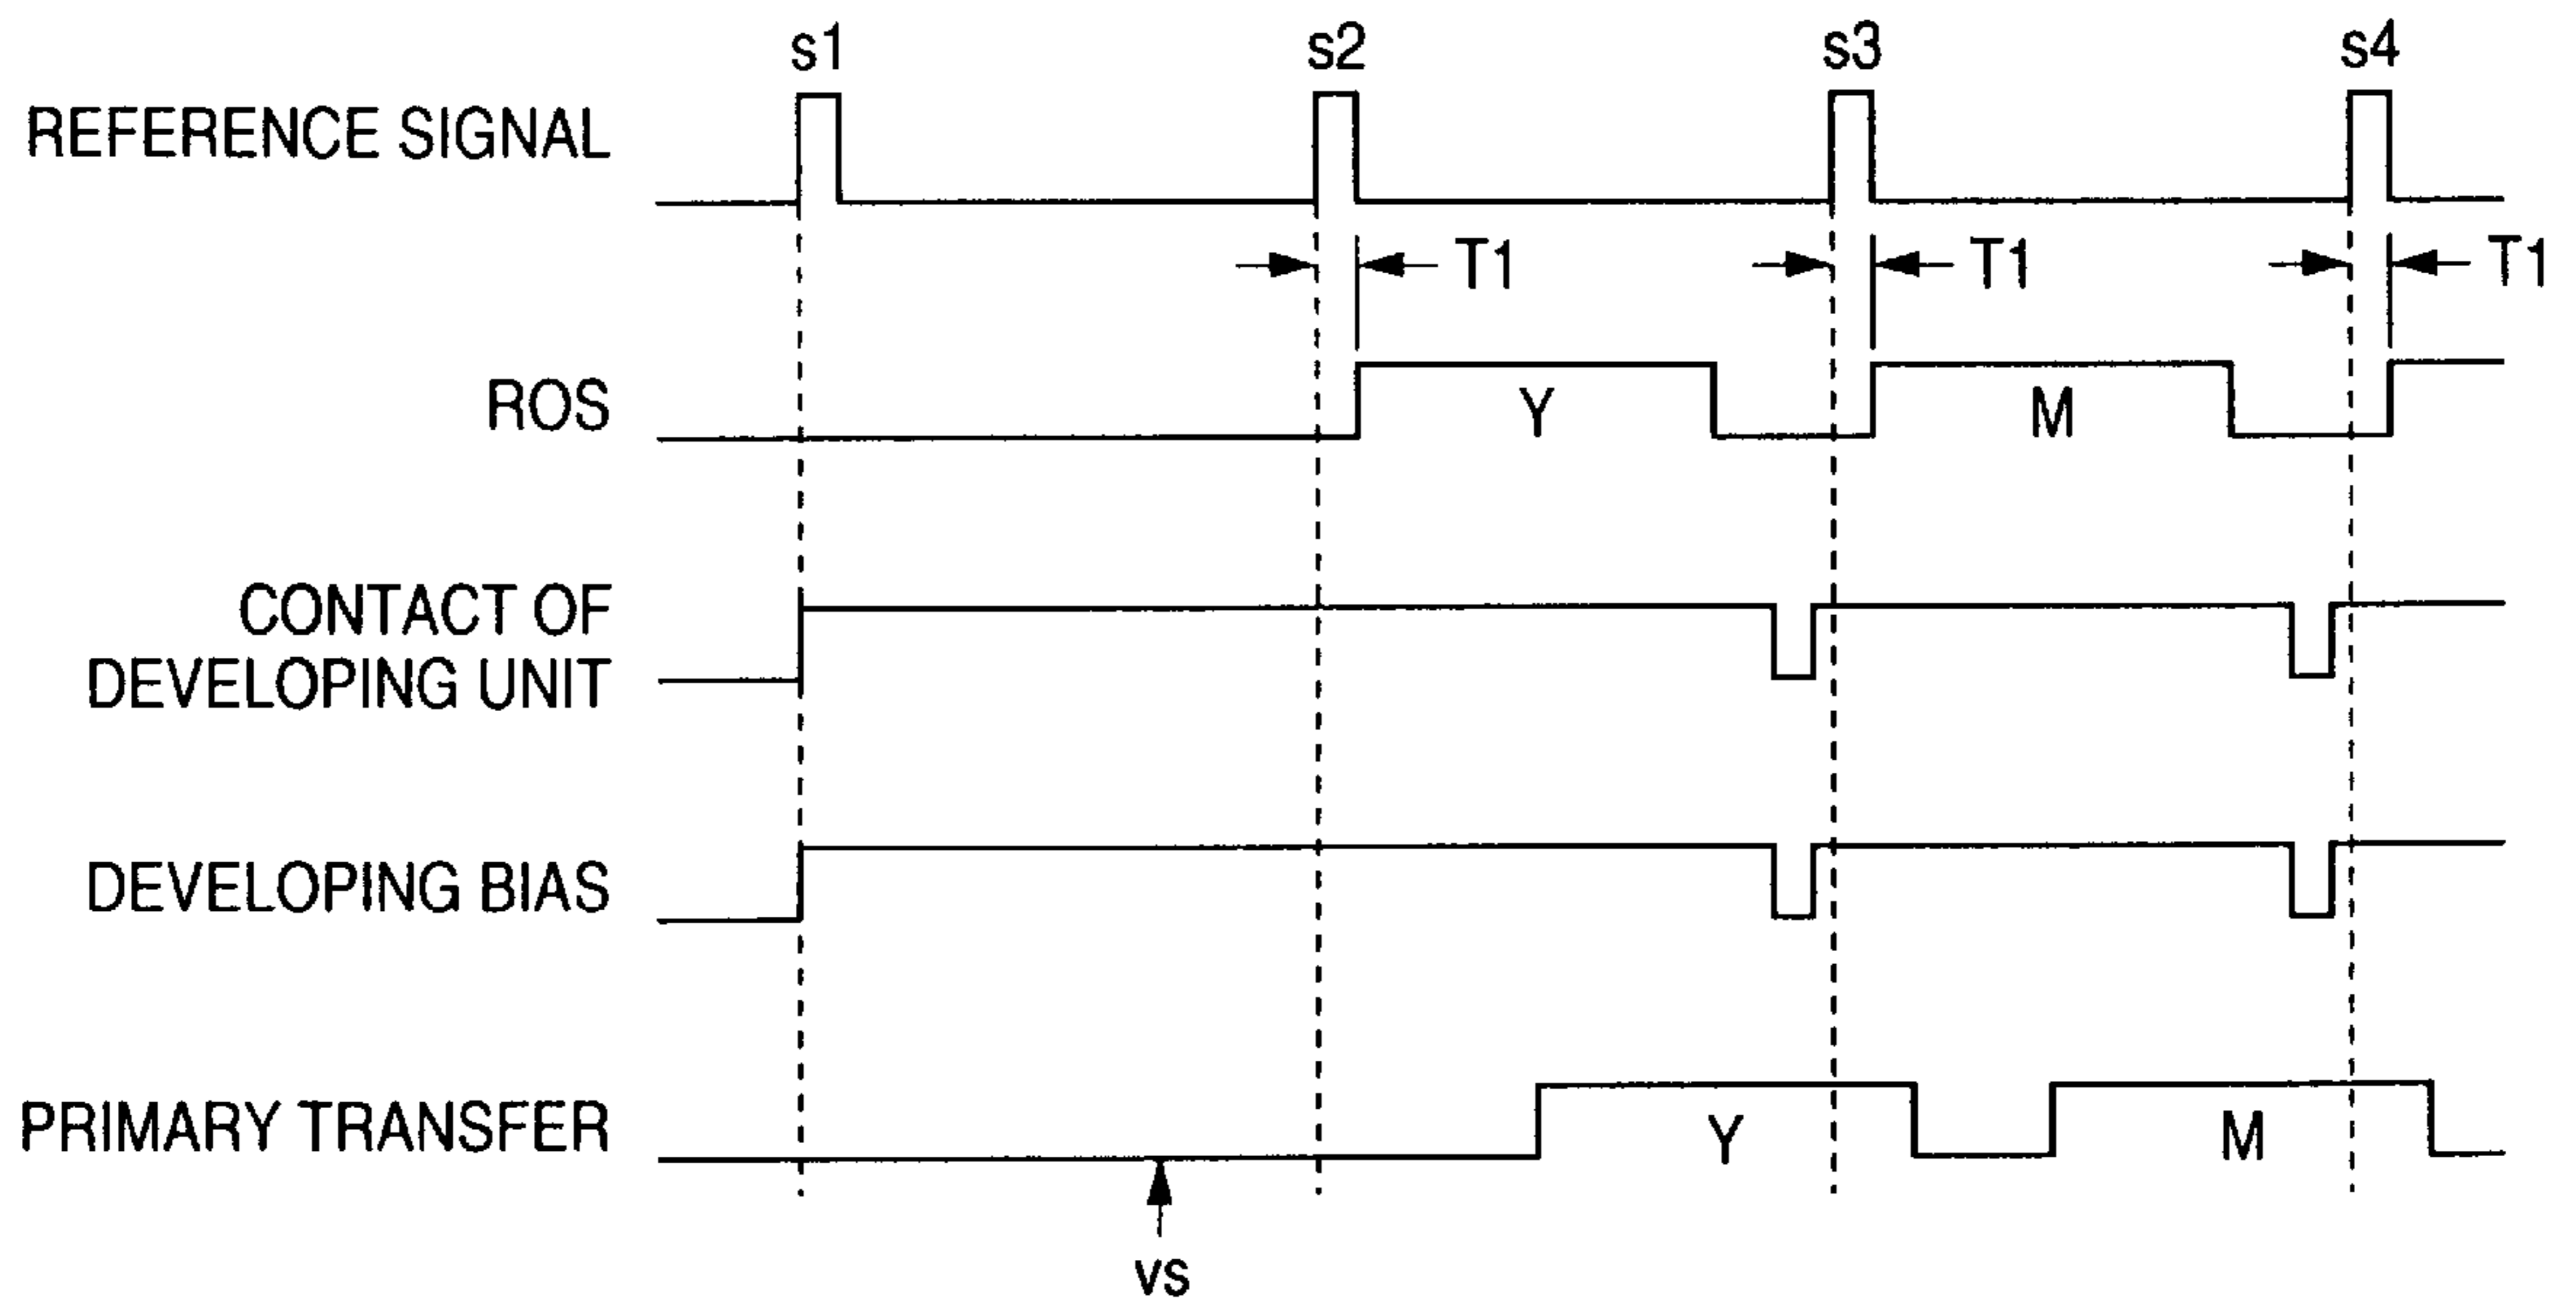 s1 s2 s3 s4
REFERENCE SIGNAL
T1 T1 T1
ROS
Y M
CONTACT OF
DEVELOPING UNIT
DEVELOPING BIAS
PRIMARY TRANSFER
Y M
vs